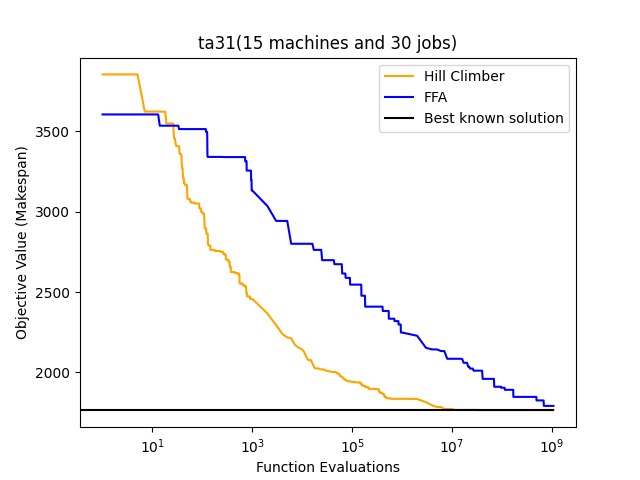 ta31(15 machines and 30 jobs)
Hill Climber
FFA
Best known solution
Objective Value (Makespan)
3500
3000
2500
2000
10^1
10^3
10^5
10^7
10^9
Function Evaluations